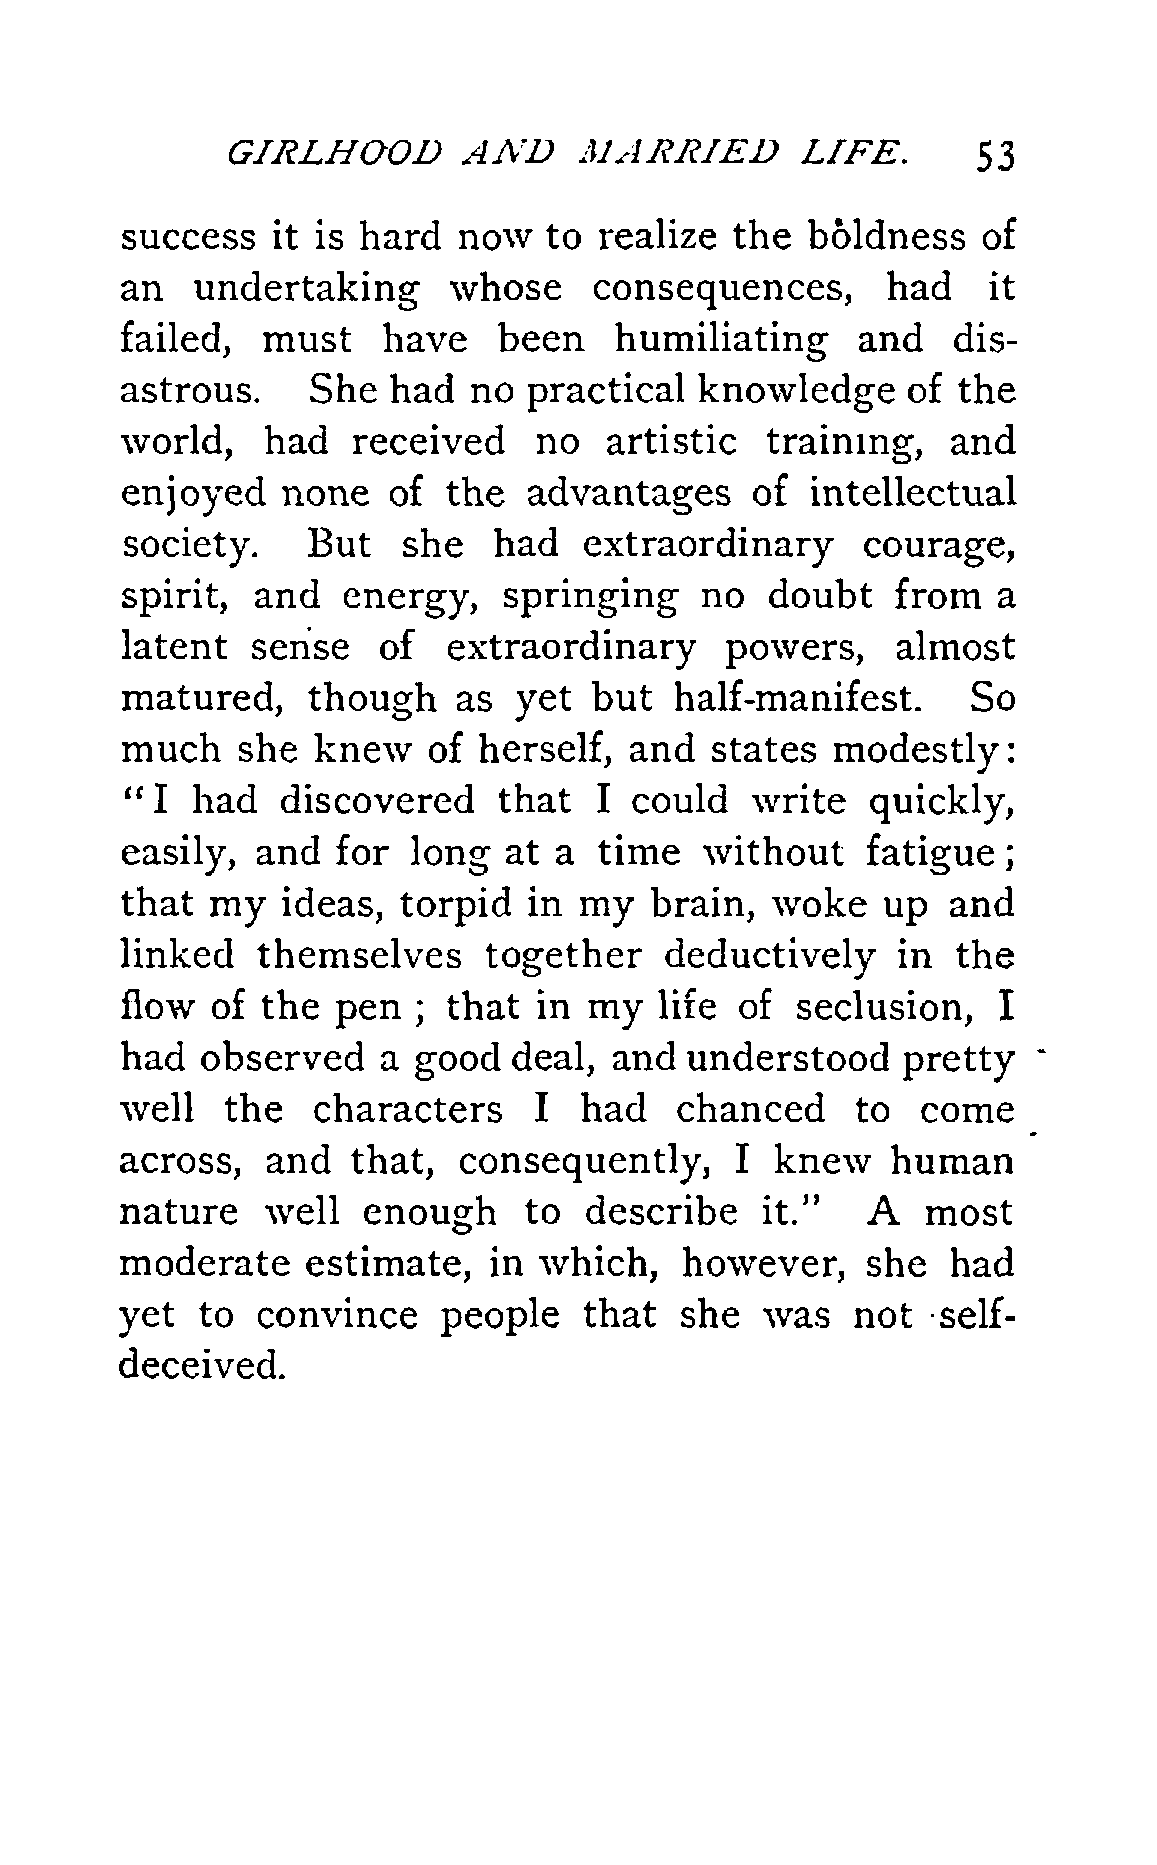 GIRLHOOD AND MARRIED LIFE. 53
success it is hard now to realize the boldness of
an undertaking whose consequences, had it
failed, must have been humiliating and dis-
astrous. She had no practical knowledge of the
world, had received no artistic training, and
enjoyed none of the advantages of intellectual
society. But she had extraordinary courage,
spirit, and energy, springing no doubt from a
latent sense of extraordinary powers, almost
matured, though as yet but half-manifest. So
much she knew of herself, and states modestly:
"I had discovered that I could write quickly,
easily, and for long at a time without fatigue;
that my ideas, torpid in my brain, woke up and
linked themselves together deductively in the
flow of the pen; that in my life of seclusion, I
had observed a good deal, and understood pretty
well the characters I had chanced to come
across, and that, consequently, I knew human
nature well enough to describe it." A most
moderate estimate, in which, however, she had
yet to convince people that she was not self-
deceived.